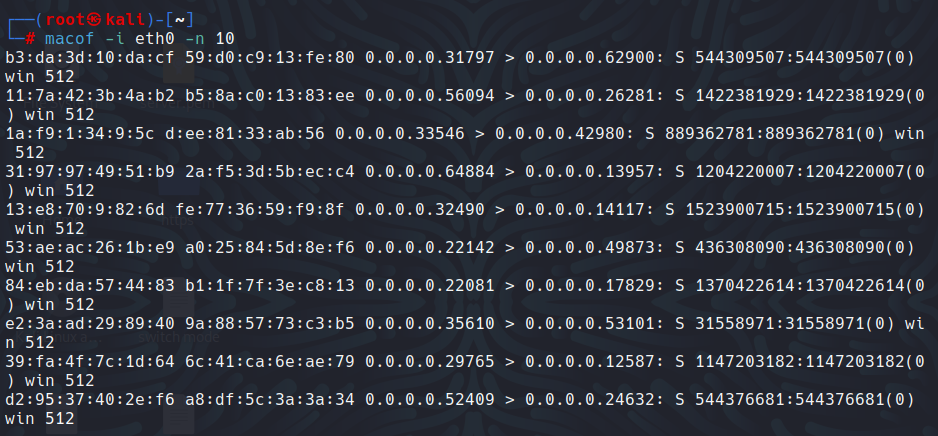 ┌──(root㉿kali)-[~]
└─# macof -i eth0 -n 10
b3:da:3d:10:da:cf 59:d0:c9:13:fe:80 0.0.0.0.31797 > 0.0.0.0.62900: S 544309507:544309507(0)
win 512
11:7a:42:3b:4a:b2 b5:8a:c0:13:83:ee 0.0.0.0.56094 > 0.0.0.0.26281: S 1422381929:1422381929(0
) win 512
1a:f9:1:34:9:5c d:ee:81:33:ab:56 0.0.0.0.33546 > 0.0.0.0.42980: S 889362781:889362781(0) win
512
31:97:97:49:51:b9 2a:f5:3d:5b:ec:c4 0.0.0.0.64884 > 0.0.0.0.13957: S 1204220007:1204220007(0
) win 512
13:e8:70:9:82:6d fe:77:36:59:f9:8f 0.0.0.0.32490 > 0.0.0.0.14117: S 1523900715:1523900715(0)
win 512
53:ae:ac:26:1b:e9 a0:25:84:5d:8e:f6 0.0.0.0.22142 > 0.0.0.0.49873: S 436308090:436308090(0)
win 512
84:eb:da:57:44:83 b1:1f:7f:3e:c8:13 0.0.0.0.22081 > 0.0.0.0.17829: S 1370422614:1370422614(0
) win 512
e2:3a:ad:29:89:40 9a:88:57:73:c3:b5 0.0.0.0.35610 > 0.0.0.0.53101: S 31558971:31558971(0) wi
n 512
39:fa:4f:7c:1d:64 6c:41:ca:6e:ae:79 0.0.0.0.29765 > 0.0.0.0.12587: S 1147203182:1147203182(0
) win 512
d2:95:37:40:2e:f6 a8:df:5c:3a:3a:34 0.0.0.0.52409 > 0.0.0.0.24632: S 544376681:544376681(0)
win 512